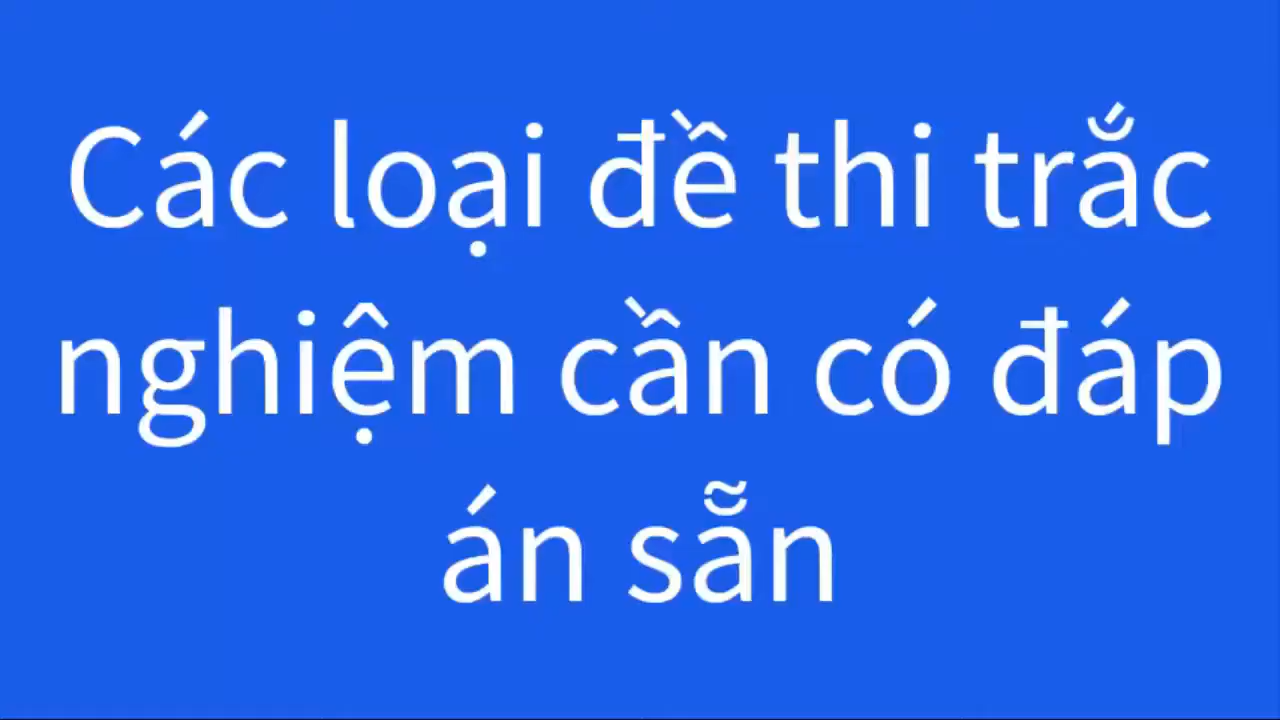 Các loại đề thi trắc
nghiệm cần có đáp
án sẵn